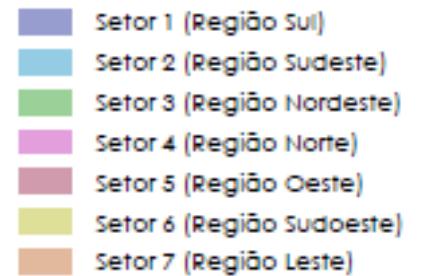 Setor 1 (Região Sul)
Setor 2 (Região Sudeste)
Setor 3 (Região Nordeste)
Setor 4 (Região Norte)
Setor 5 (Região Oeste)
Setor 6 (Região Sudoeste)
Setor 7 (Região Leste)